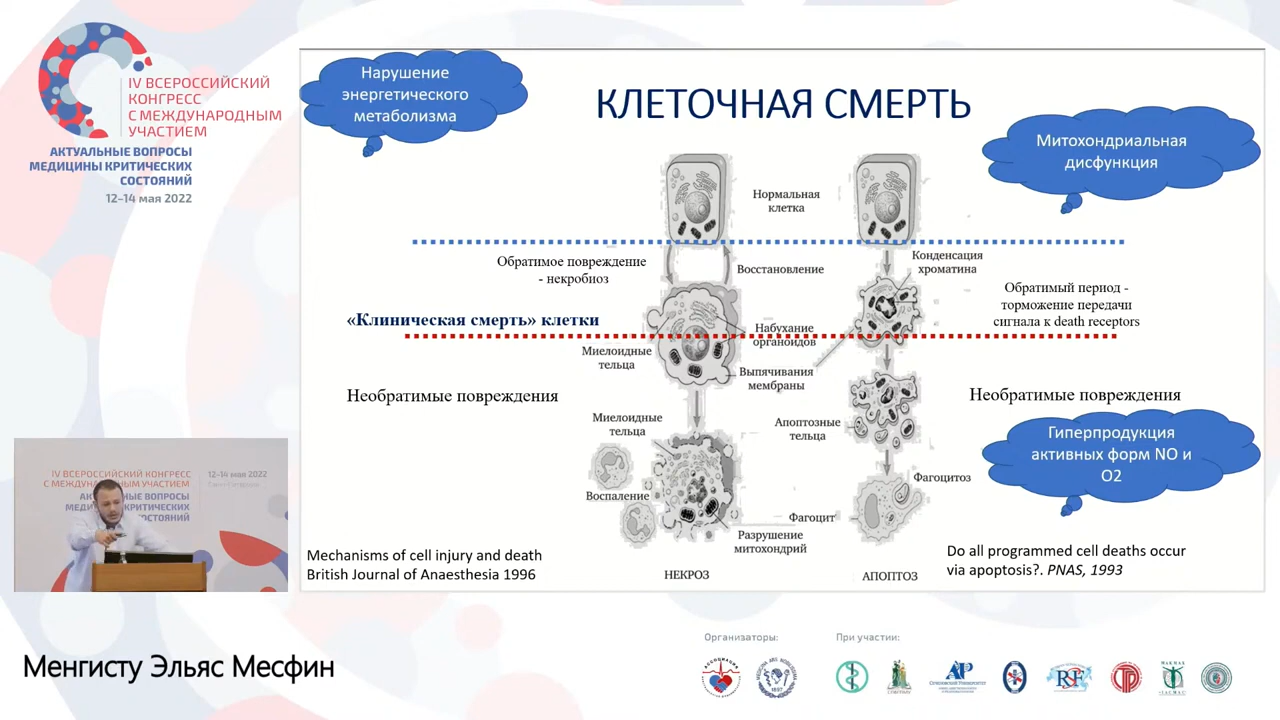 IV ВСЕРОССИЙСКИЙ
КОНГРЕСС
С МЕЖДУНАРОДНЫМ
УЧАСТИЕМ
АКТУАЛЬНЫЕ ВОПРОСЫ
МЕДИЦИНЫ КРИТИЧЕСКИХ
СОСТОЯНИЙ
12–14 мая 2022
Нарушение
энергетического
метаболизма
КЛЕТОЧНАЯ СМЕРТЬ
Митохондриальная
дисфункция
Нормальная
клетка
Обратимое повреждение
- некробиоз
Восстановление
Конденсация
хроматина
Обратимый период -
торможение передачи
сигнала к death receptors
«Клиническая смерть» клетки
Набухание
органоидов
Миелоидные
тельца
Выпячивания
мембраны
Необратимые повреждения
Необратимые повреждения
Миелоидные
тельца
Апоптозные
тельца
Гиперпродукция
активных форм NO и
O2
Фагоцитоз
Воспаление
Фагоцит
Разрушение
митохондрий
Mechanisms of cell injury and death
British Journal of Anaesthesia 1996
НЕКРОЗ
АПОПТОЗ
Do all programmed cell deaths occur
via apoptosis?. PNAS, 1993
IV ВСЕРОССИЙСКИЙ КОНГРЕСС
12–14 мая 2022
Менгисту Эльяс Месфин
Организаторы:
При участии: